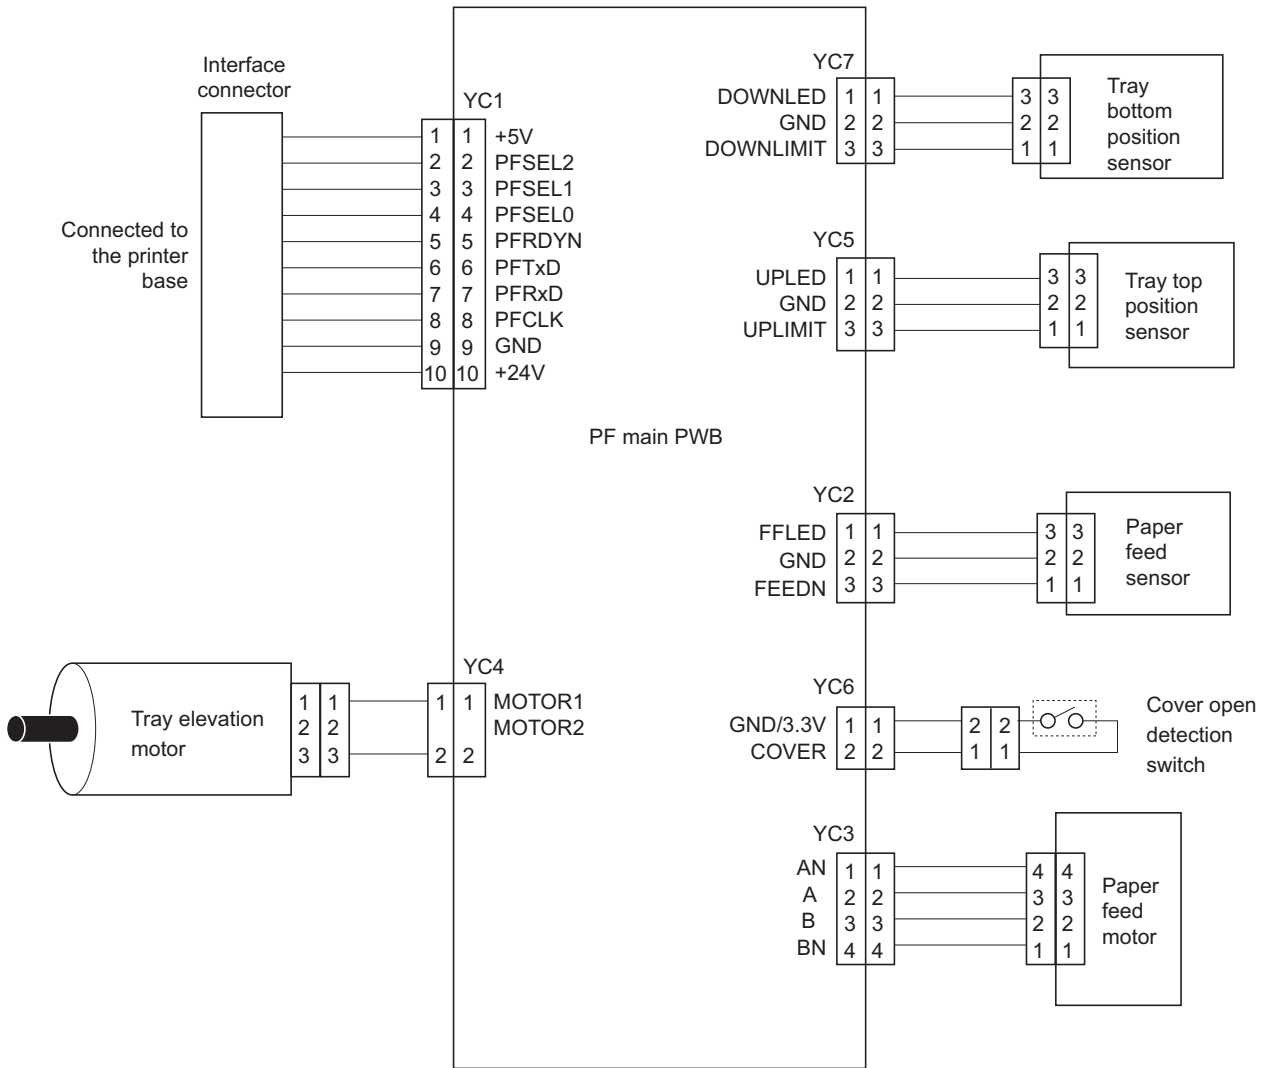 Interface
connector
YC1
Connected to
the printer
base
1 1 +5V
2 2 PFSEL2
3 3 PFSEL1
4 4 PFSEL0
5 5 PFRDYN
6 6 PFTxD
7 7 PFRxD
8 8 PFCLK
9 9 GND
10 10 +24V
PF main PWB
YC4
Tray elevation
motor
1 1
2 2
3 3
1 1 MOTOR1
MOTOR2
2 2
YC7
DOWNLED 1 1
GND 2 2
DOWNLIMIT 3 3
3 3
2 2
1 1
Tray
bottom
position
sensor
YC5
UPLED 1 1
GND 2 2
UPLIMIT 3 3
3 3
2 2
1 1
Tray top
position
sensor
YC2
FFLED 1 1
GND 2 2
FEEDN 3 3
3 3
2 2
1 1
Paper
feed
sensor
YC6
GND/3.3V 1 1
COVER 2 2
2 2
1 1
Cover open
detection
switch
YC3
AN 1 1
A 2 2
B 3 3
BN 4 4
4 4
3 3
2 2
1 1
Paper
feed
motor